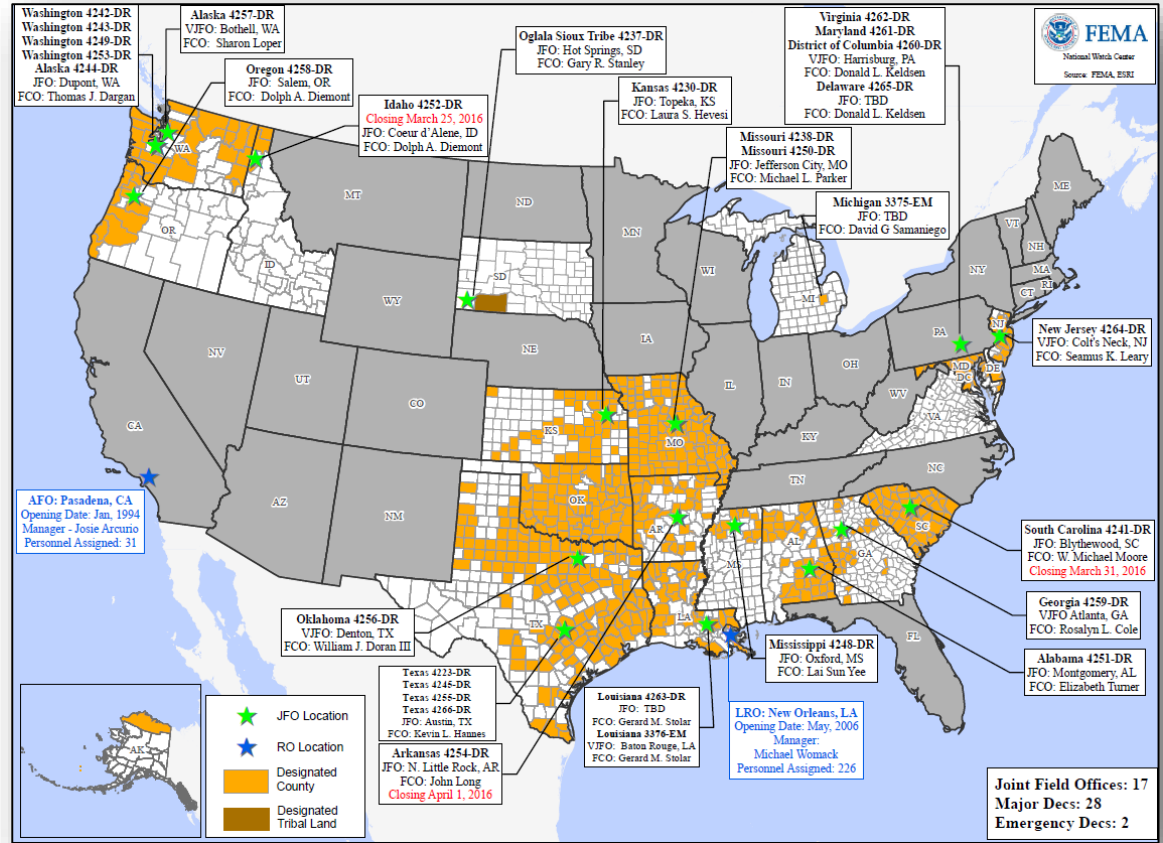 Washington 4242-DR
Washington 4243-DR
Washington 4249-DR
Washington 4253-DR
Alaska 4244-DR
JFO: Dupont, WA
FCO: Thomas J. Dargan
Alaska 4257-DR
VJFO: Bothell, WA
FCO: Sharon Loper
Oregon 4258-DR
JFO: Salem, OR
FCO: Dolph A. Diemont
Idaho 4252-DR
Closing March 25, 2016
JFO: Coeur d'Alene, ID
FCO: Dolph A. Diemont
Oglala Sioux Tribe 4237-DR
JFO: Hot Springs, SD
FCO: Gary R. Stanley
Kansas 4230-DR
JFO: Topeka, KS
FCO: Laura S. Hevesi
Virginia 4262-DR
Maryland 4261-DR
District of Columbia 4260-DR
VJFO: Harrisburg, PA
FCO: Donald L. Keldsen
Delaware 4265-DR
JFO: TBD
FCO: Donald L. Keldsen
Missouri 4238-DR
Missouri 4250-DR
JFO: Jefferson City, MO
FCO: Michael L. Parker
Michigan 3375-EM
JFO: TBD
FCO: David G Samaniego
FEMA
National Watch Center
Source: FEMA, ESRI
WA
MT
ND
MN
ME
VT
NH
OR
ID
SD
WI
MI
NY
MA
RI
CT
WY
IA
PA
NJ
NV
NE
OH
MD
DE
DC
UT
IL
IN
WV
VA
CA
CO
KS
MO
KY
NC
TN
AZ
NM
OK
AR
SC
MS
AL
GA
TX
LA
FL
AK
New Jersey 4264-DR
VJFO: Colt's Neck, NJ
FCO: Seamus K. Leary
AFO: Pasadena, CA
Opening Date: Jan, 1994
Manager - Josie Arcurio
Personnel Assigned: 31
South Carolina 4241-DR
JFO: Blythewood, SC
FCO: W. Michael Moore
Closing March 31, 2016
Georgia 4259-DR
VJFO Atlanta, GA
FCO: Rosalyn L. Cole
Alabama 4251-DR
JFO: Montgomery, AL
FCO: Elizabeth Turner
Oklahoma 4256-DR
VJFO: Denton, TX
FCO: William J. Doran III
Mississippi 4248-DR
JFO: Oxford, MS
FCO: Lai Sun Yee
Texas 4223-DR
Texas 4245-DR
Texas 4255-DR
Texas 4266-DR
JFO: Austin, TX
FCO: Kevin L. Hannes
Louisiana 4263-DR
JFO: TBD
FCO: Gerard M. Stolar
Louisiana 3376-EM
VJFO: Baton Rouge, LA
FCO: Gerard M. Stolar
LRO: New Orleans, LA
Opening Date: May, 2006
Manager:
Michael Womack
Personnel Assigned: 226
Arkansas 4254-DR
JFO: N. Little Rock, AR
FCO: John Long
Closing April 1, 2016
JFO Location
RO Location
Designated
County
Designated
Tribal Land
Joint Field Offices: 17
Major Decs: 28
Emergency Decs: 2